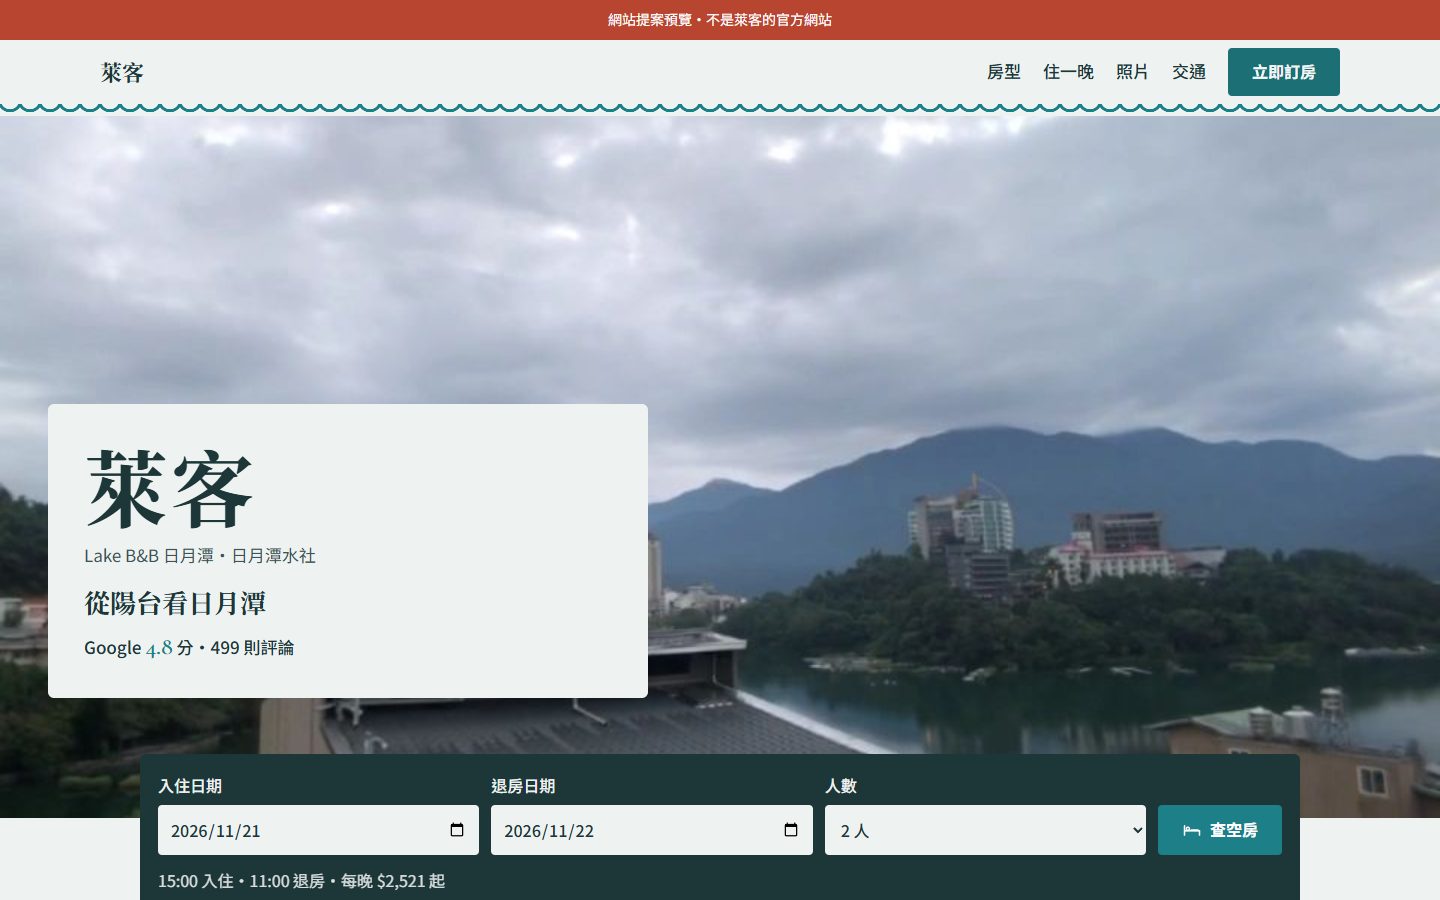 網站提案預覽・不是萊客的官方網站
萊客
房型 住一晚 照片 交通 立即訂房
萊客
Lake B&B 日月潭・日月潭水社
從陽台看日月潭
Google 4.8 分・499 則評論
入住日期 退房日期 人數
2026/11/21 2026/11/22 2 人 查空房
15:00 入住・11:00 退房・每晚 $2,521 起